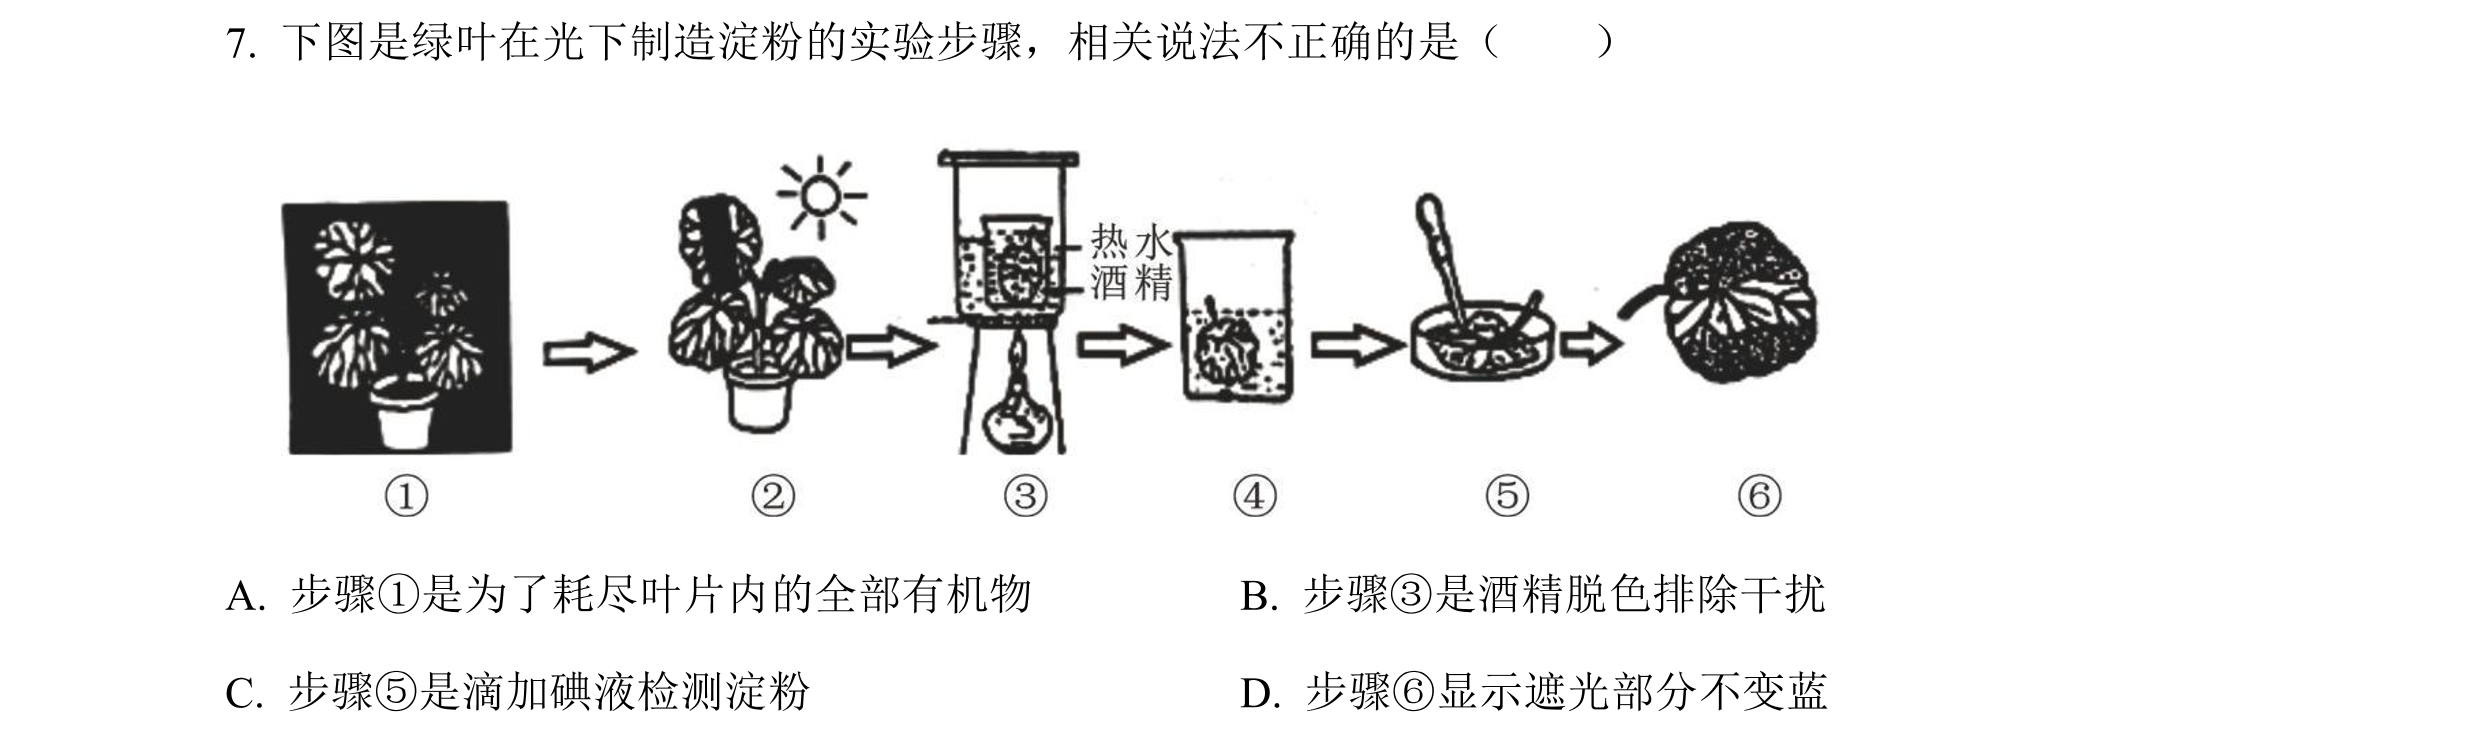 7. 下图是绿叶在光下制造淀粉的实验步骤，相关说法不正确的是（　　）
热水
酒精
① ② ③ ④ ⑤ ⑥
A. 步骤①是为了耗尽叶片内的全部有机物 B. 步骤③是酒精脱色排除干扰
C. 步骤⑤是滴加碘液检测淀粉 D. 步骤⑥显示遮光部分不变蓝